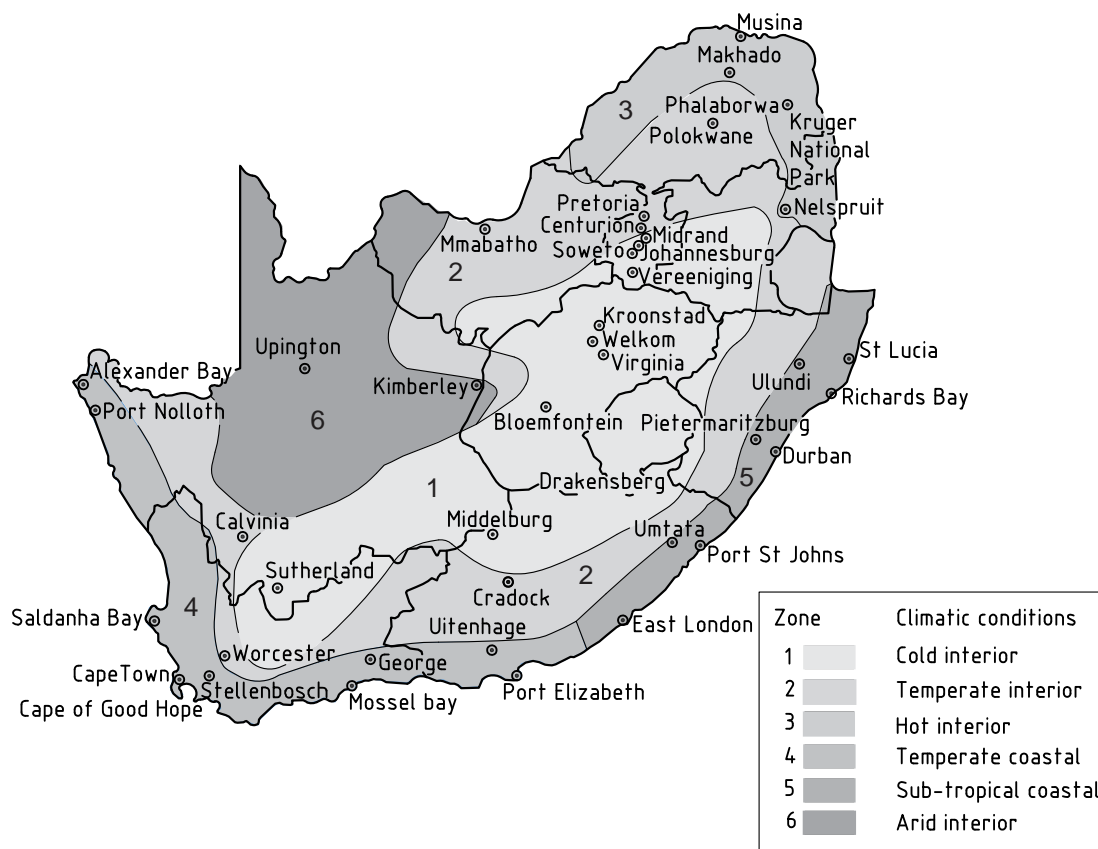 Musina
Makhado
3
Phalaborwa
Kruger
National
Park
Polokwane
Pretoria
Nelspruit
Centurion
Midrand
Mmabatho
Soweto
Johannesburg
2
Vereeniging
Kroonstad
Welkom
Virginia
Upington
St Lucia
Alexander Bay
Ulundi
Kimberley
Richards Bay
Port Nolloth
6
Bloemfontein
Pietermaritzburg
Durban
5
Drakensberg
1
Calvinia
Middelburg
Umtata
Port St Johns
Sutherland
2
Cradock
4
Saldanha Bay
Uitenhage
East London
Worcester
George
CapeTown
Stellenbosch
Port Elizabeth
Mossel bay
Cape of Good Hope
Zone Climatic conditions
1 Cold interior
2 Temperate interior
3 Hot interior
4 Temperate coastal
5 Sub-tropical coastal
6 Arid interior